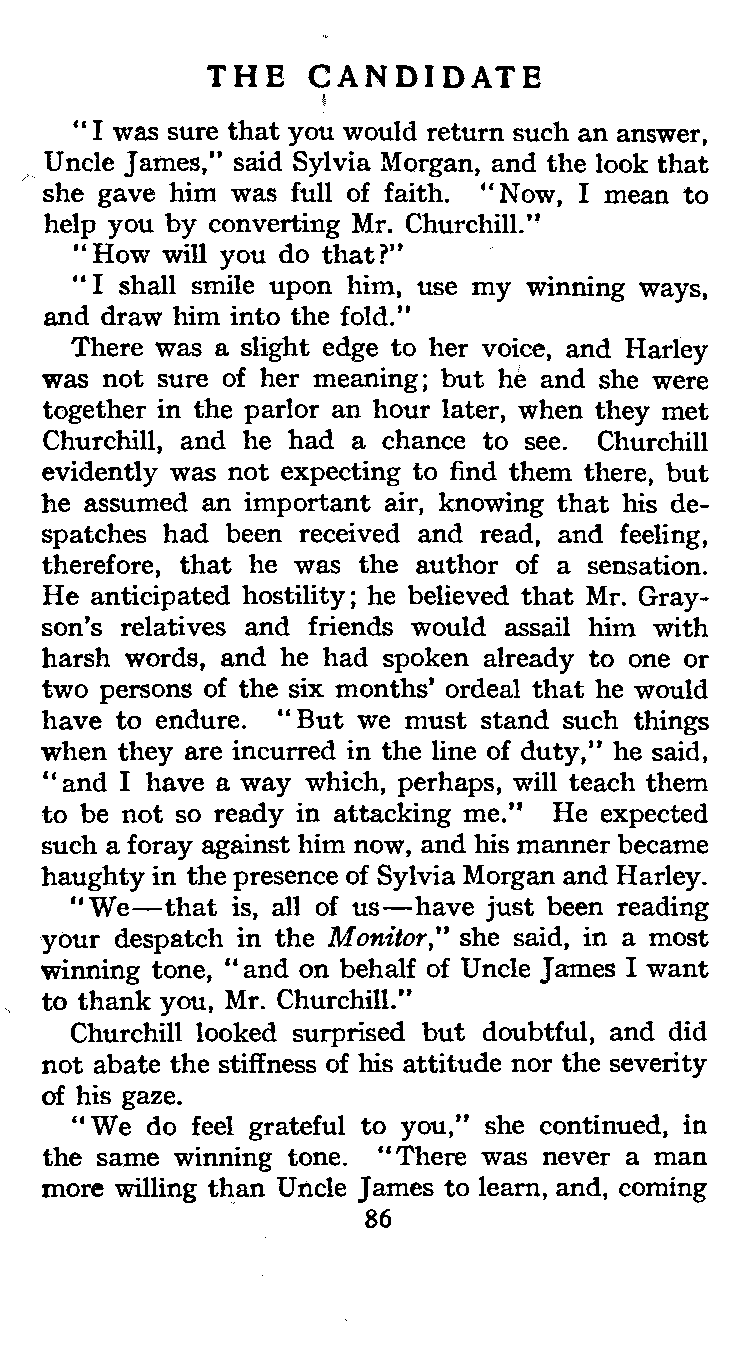 THE CANDIDATE
"I was sure that you would return such an answer,
Uncle James," said Sylvia Morgan, and the look that
she gave him was full of faith. "Now, I mean to
help you by converting Mr. Churchill."
"How will you do that?"
"I shall smile upon him, use my winning ways,
and draw him into the fold."
There was a slight edge to her voice, and Harley
was not sure of her meaning; but he and she were
together in the parlor an hour later, when they met
Churchill, and he had a chance to see. Churchill
evidently was not expecting to find them there, but
he assumed an important air, knowing that his de-
spatches had been received and read, and feeling,
therefore, that he was the author of a sensation.
He anticipated hostility; he believed that Mr. Gray-
son's relatives and friends would assail him with
harsh words, and he had spoken already to one or
two persons of the six months' ordeal that he would
have to endure. "But we must stand such things
when they are incurred in the line of duty," he said,
"and I have a way which, perhaps, will teach them
to be not so ready in attacking me." He expected
such a foray against him now, and his manner became
haughty in the presence of Sylvia Morgan and Harley.
"We—that is, all of us—have just been reading
your despatch in the Monitor," she said, in a most
winning tone, "and on behalf of Uncle James I want
to thank you, Mr. Churchill."
Churchill looked surprised but doubtful, and did
not abate the stiffness of his attitude nor the severity
of his gaze.
"We do feel grateful to you," she continued, in
the same winning tone. "There was never a man
more willing than Uncle James to learn, and, coming
86